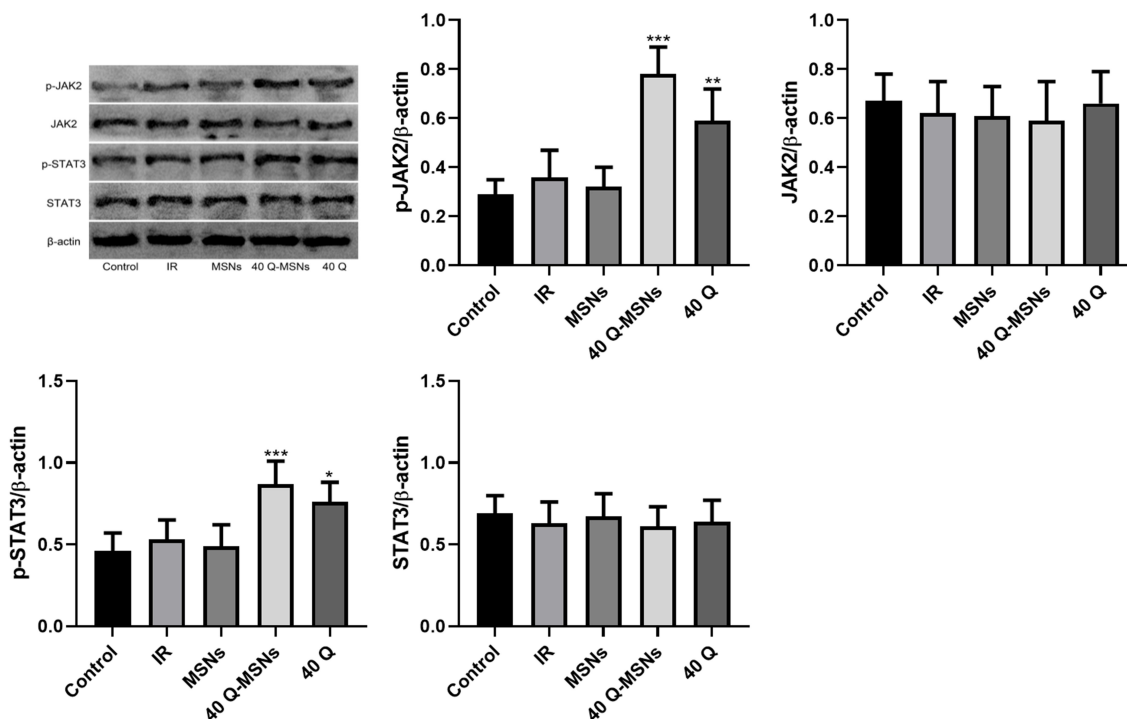 p-JAK2
JAK2
p-STAT3
STAT3
β-actin
Control IR MSNs 40 Q-MSNs 40 Q
p-JAK2/β-actin
0.0
0.2
0.4
0.6
0.8
1.0
***
**
Control
IR
MSNs
40 Q-MSNs
40 Q
JAK2/β-actin
0.0
0.2
0.4
0.6
0.8
1.0
Control
IR
MSNs
40 Q-MSNs
40 Q
p-STAT3/β-actin
0.0
0.5
1.0
1.5
***
*
Control
IR
MSNs
40 Q-MSNs
40 Q
STAT3/β-actin
0.0
0.5
1.0
1.5
Control
IR
MSNs
40 Q-MSNs
40 Q